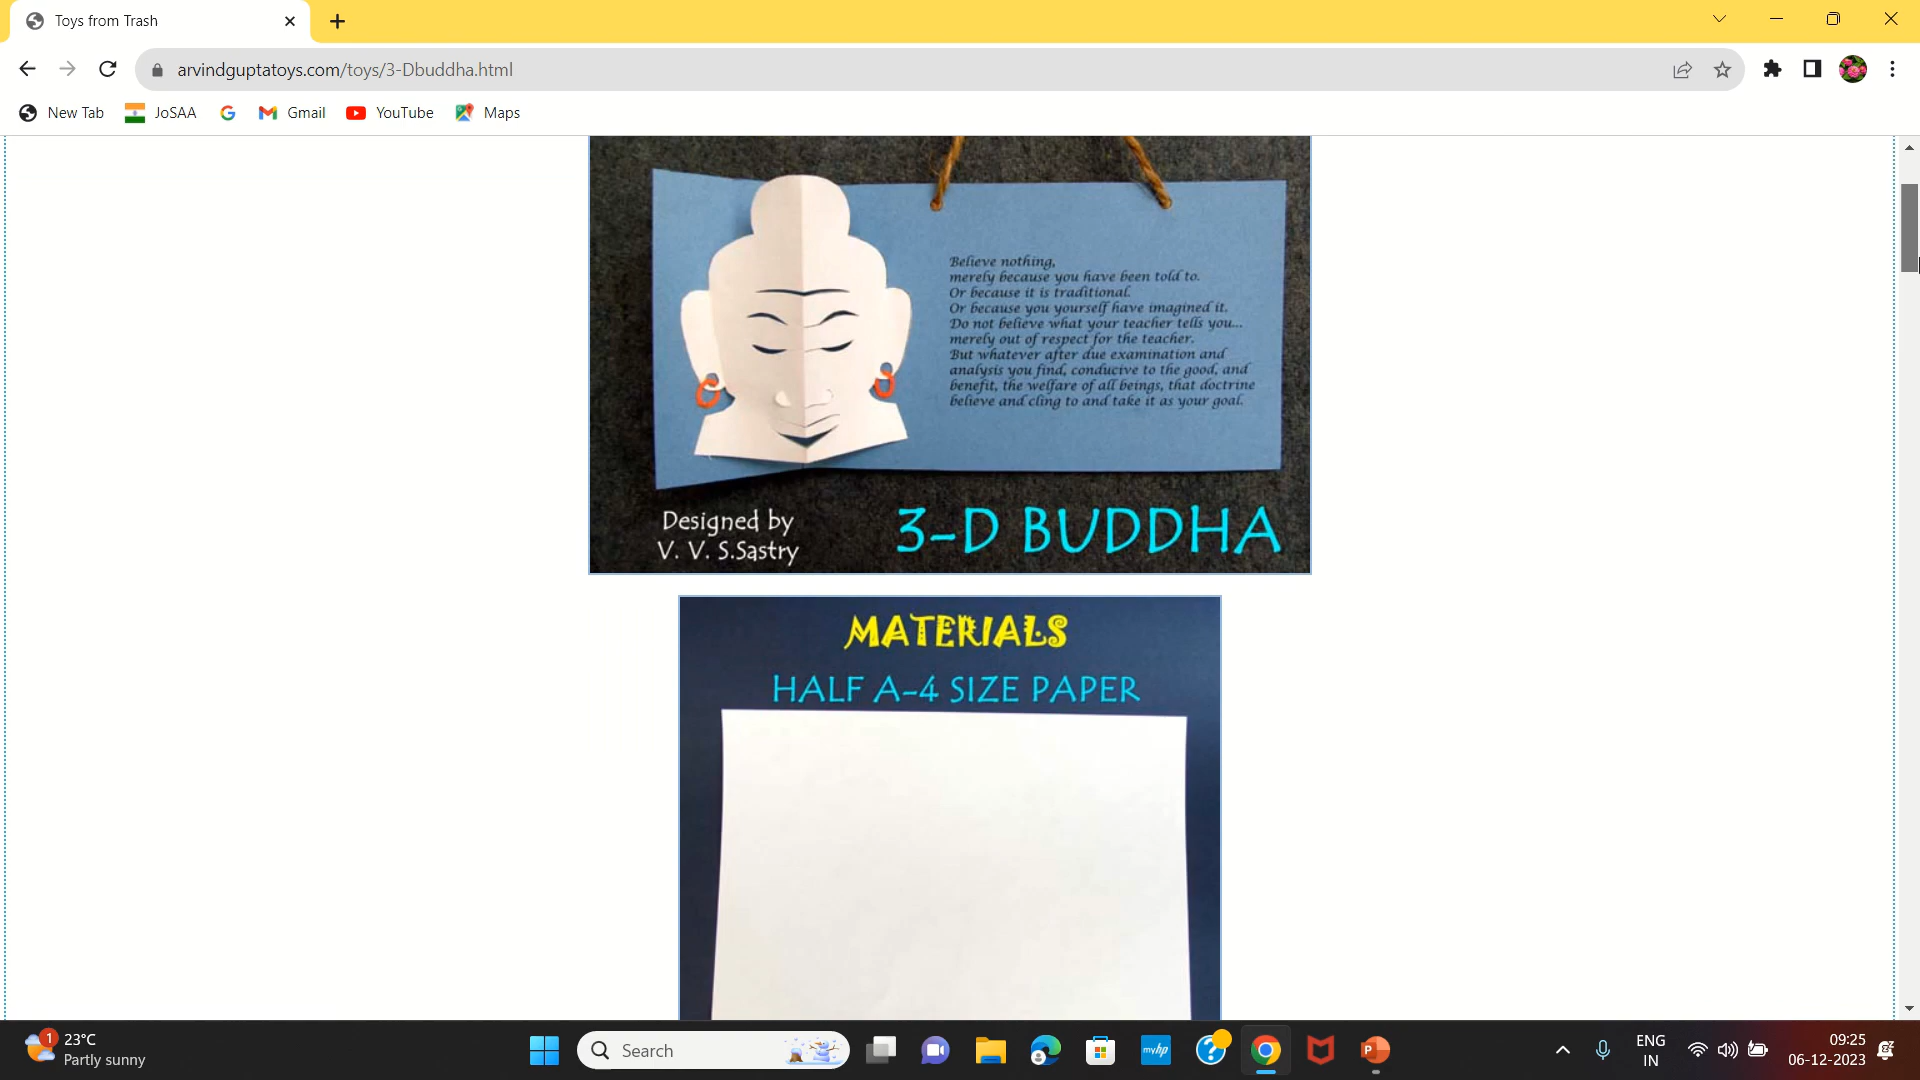 Toys from Trash
arvindguptatoys.com/toys/3-Dbuddha.html
New Tab
JoSAA
Gmail
YouTube
Maps
Believe nothing,
merely because you have been told to.
Or because it is traditional.
Or because you yourself have imagined it.
Do not believe what your teacher tells you...
merely out of respect for the teacher.
But whatever after due examination and
analysis you find, conducive to the good, and
benefit, the welfare of all beings, that doctrine
believe and cling to and take it as your goal.
Designed by
V. V. S.Sastry
3-D BUDDHA
MATERIALS
HALF A-4 SIZE PAPER
1
23°C
Partly sunny
Search
myhp
ENG
IN
09:25
06-12-2023